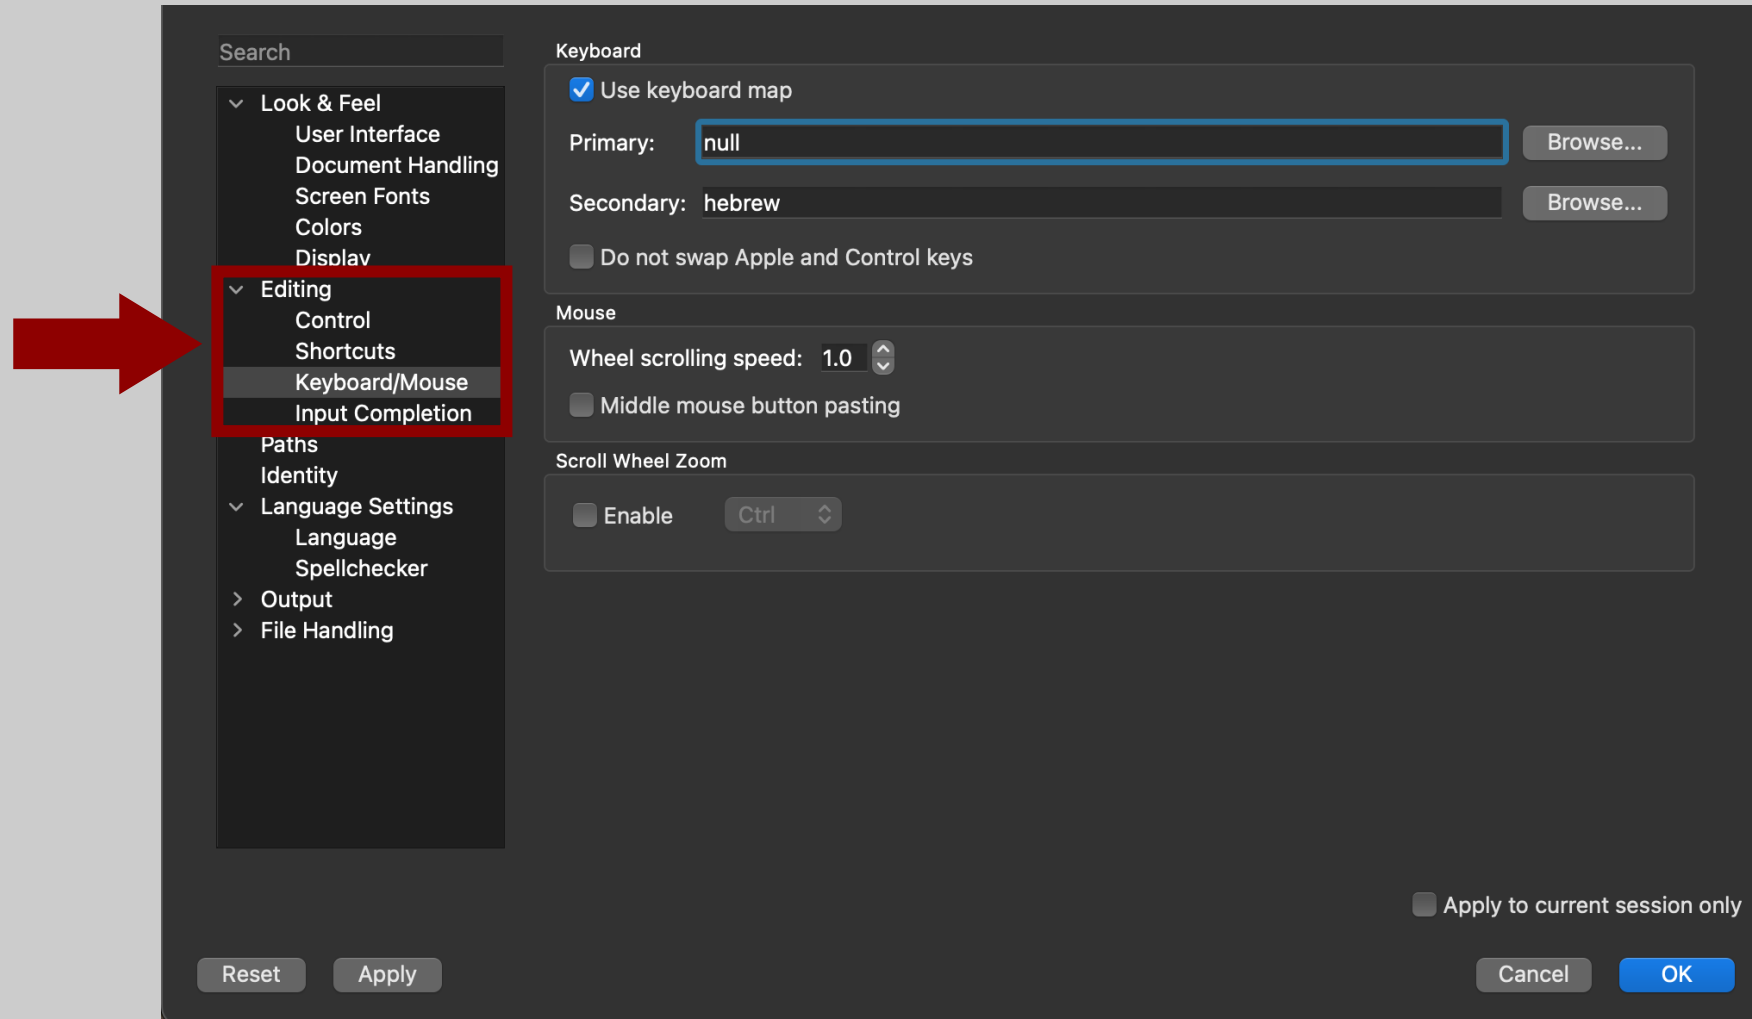 Search
Look & Feel
User Interface
Document Handling
Screen Fonts
Colors
Display
Editing
Control
Shortcuts
Keyboard/Mouse
Input Completion
Paths
Identity
Language Settings
Language
Spellchecker
Output
File Handling
Keyboard
Use keyboard map
Primary: null Browse...
Secondary: hebrew Browse...
Do not swap Apple and Control keys
Mouse
Wheel scrolling speed: 1.0
Middle mouse button pasting
Scroll Wheel Zoom
Enable Ctrl
Apply to current session only
Reset Apply Cancel OK